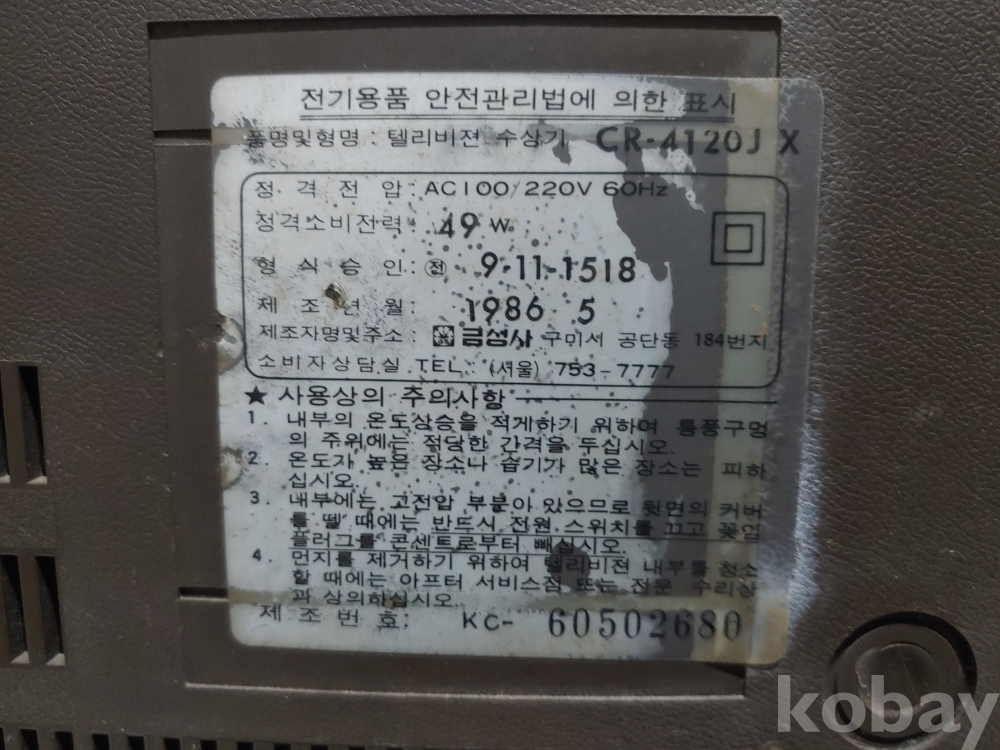 전기용품 안전관리법에 의한 표시
품명및형명 : 텔리비젼 수상기 CR-4120J X
정격전압 : AC100/220V 60Hz
정격소비전력 : 49 W
형식승인 : 전 9-11-1518
제조년월 : 1986 5
제조자명및주소 : 금성사 구미시 공단동 184번지
소비자상담실 TEL : (서울) 753-7777
★ 사용상의 주의사항
1. 내부의 온도상승을 적게하기 위하여 통풍구멍
의 주위에는 적당한 간격을 두십시오.
2. 온도가 높은 장소나 습기가 많은 장소는 피하
십시오.
3. 내부에는 고전압 부분이 있으므로 뒷면의 커버
를 뗄 때에는 반드시 전원 스위치를 끄고 꽂임
플러그를 콘센트로부터 빼십시오.
4. 먼지를 제거하기 위하여 텔리비젼 내부를 청소
할 때에는 아프터 서비스점 또는 전문 수리상
과 상의하십시오.
제조번호 : KC- 60502680
kobay